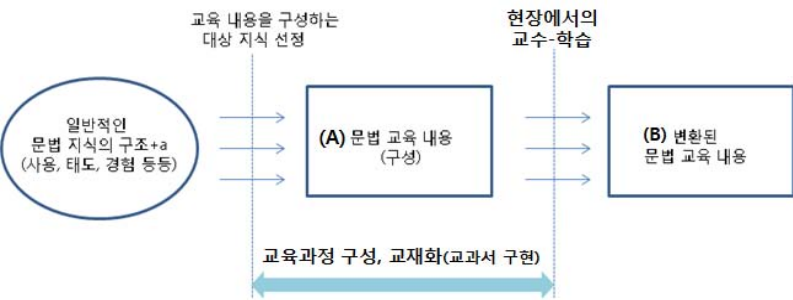 교육 내용을 구성하는
대상 지식 선정
현장에서의
교수-학습
일반적인
문법 지식의 구조+a
(사용, 태도, 경험 등등)
(A) 문법 교육 내용
(구성)
(B) 변환된
문법 교육 내용
교육과정 구성, 교재화(교과서 구현)